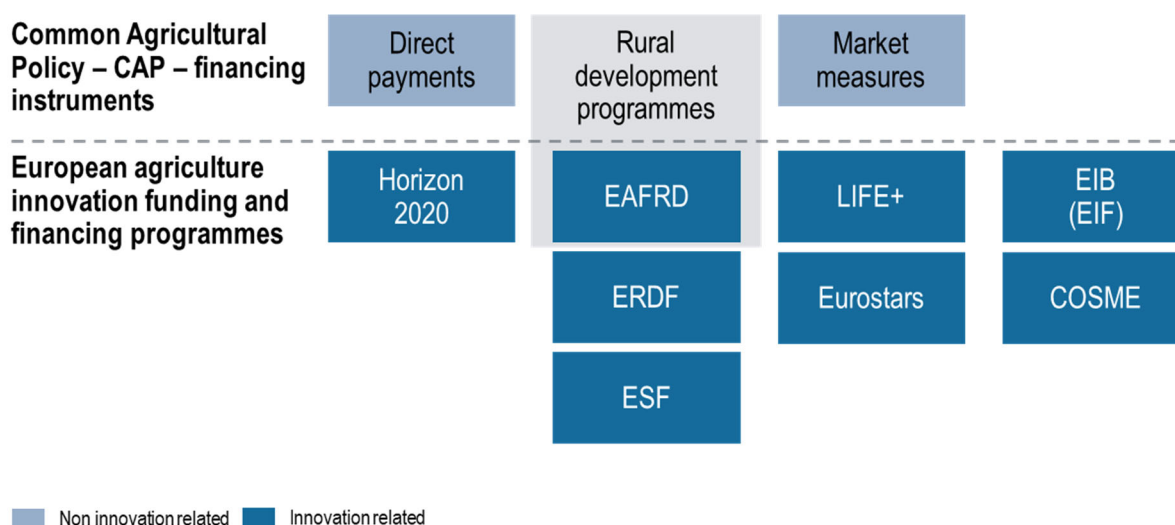 Common Agricultural
Policy – CAP – financing
instruments
Direct
payments
Rural
development
programmes
Market
measures
European agriculture
innovation funding and
financing programmes
Horizon
2020
EAFRD
LIFE+
EIB
(EIF)
ERDF
Eurostars
COSME
ESF
Non innovation related
Innovation related